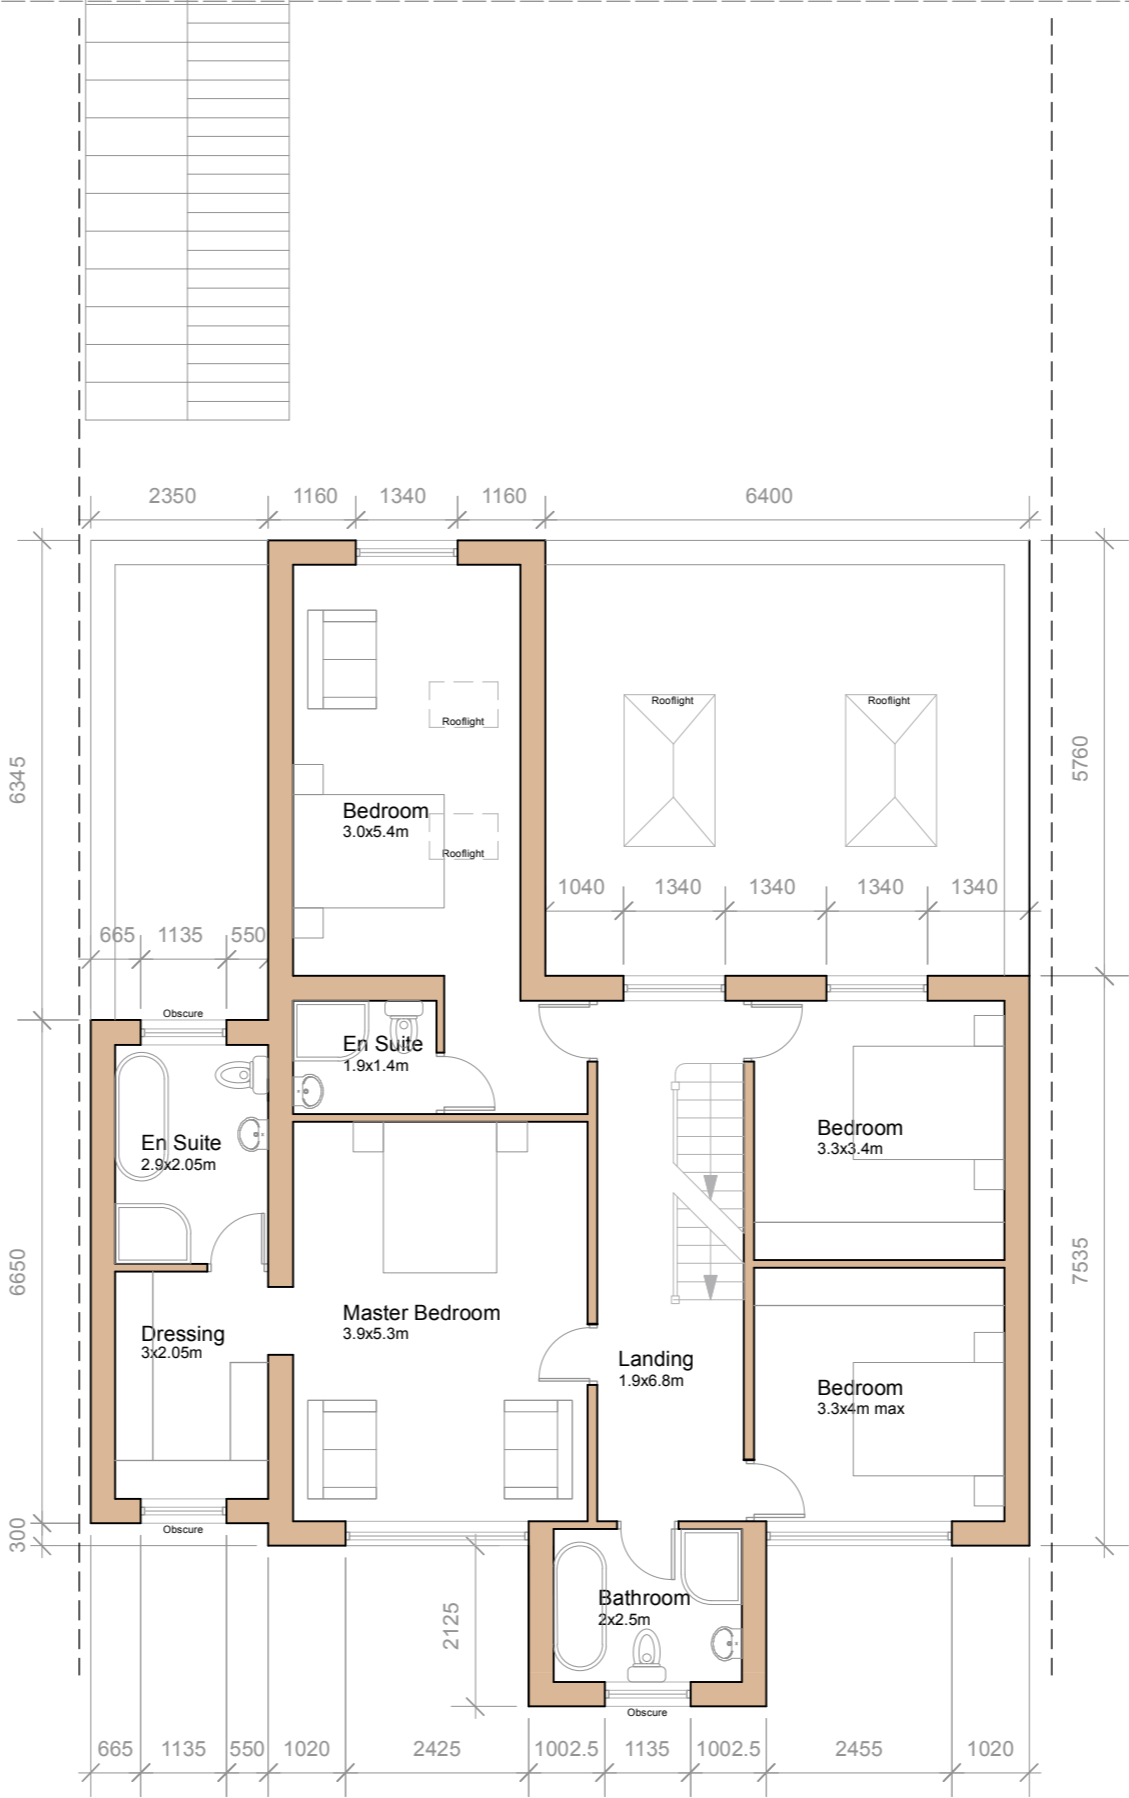 2350 1160 1340 1160 6400
Rooflight Rooflight
Rooflight
6345
5760
Bedroom
3.0x5.4m
Rooflight
1040 1340 1340 1340 1340
665 1135 550
Obscure
En Suite
1.9x1.4m
Bedroom
3.3x3.4m
En Suite
2.9x2.05m
6650
7535
Master Bedroom
3.9x5.3m
Dressing
3x2.05m
Landing
1.9x6.8m
Bedroom
3.3x4m max
Obscure
300
Bathroom
2x2.5m
2125
Obscure
665 1135 550 1020 2425 1002.5 1135 1002.5 2455 1020